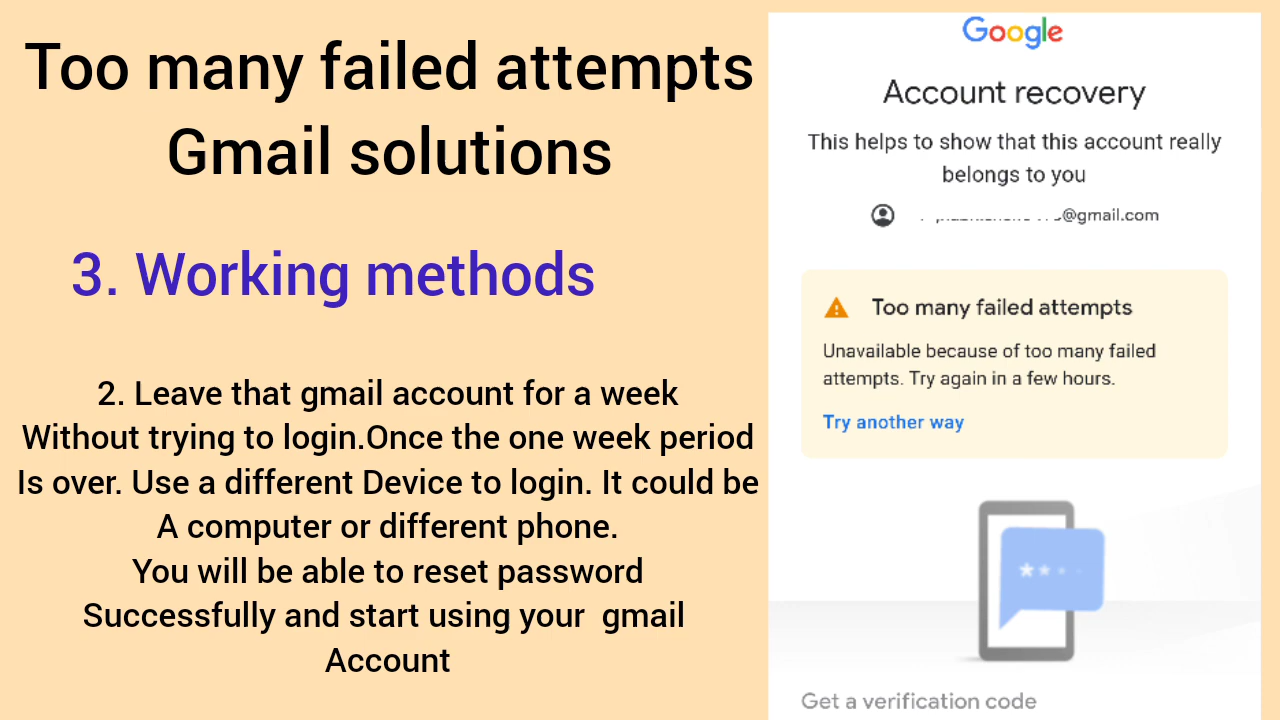 Too many failed attempts
Gmail solutions
3. Working methods
2. Leave that gmail account for a week
Without trying to login.Once the one week period
Is over. Use a different Device to login. It could be
A computer or different phone.
You will be able to reset password
Successfully and start using your gmail
Account
Google
Account recovery
This helps to show that this account really
belongs to you
@gmail.com
Too many failed attempts
Unavailable because of too many failed
attempts. Try again in a few hours.
Try another way
Get a verification code